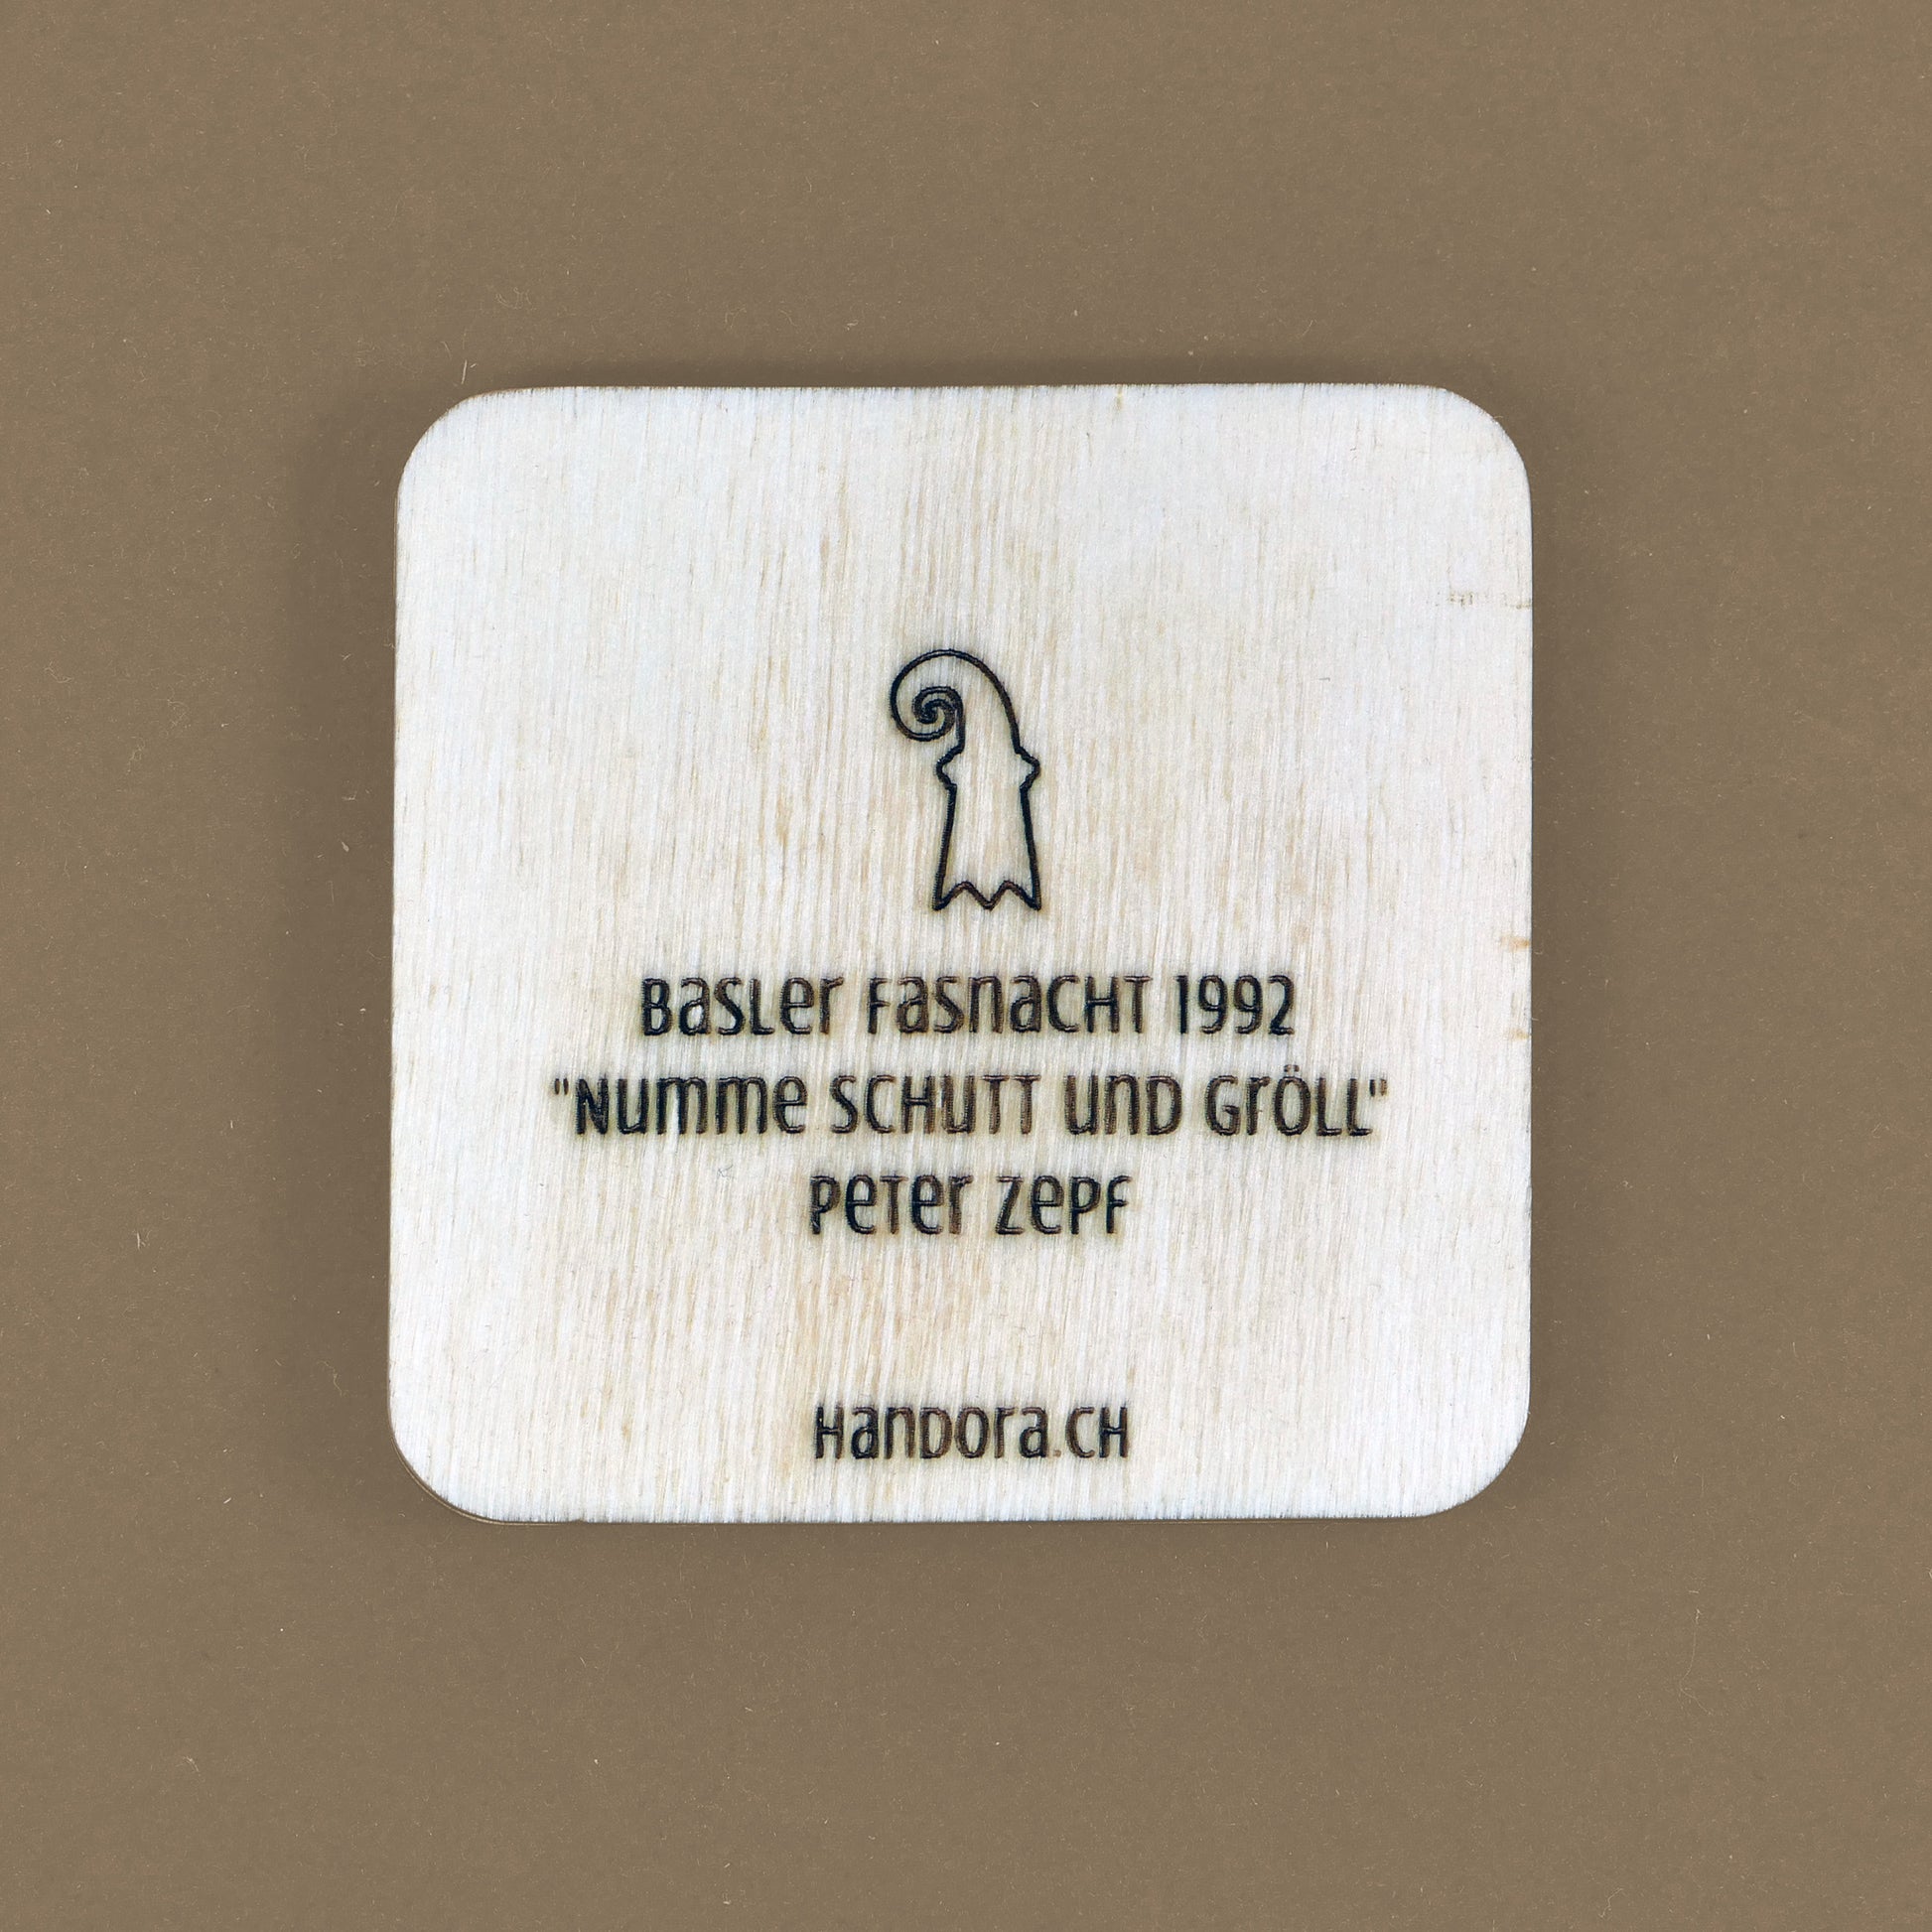 Basler Fasnacht 1992
"Numme Schutt und Gröll"
Peter Zepf
Handora.ch